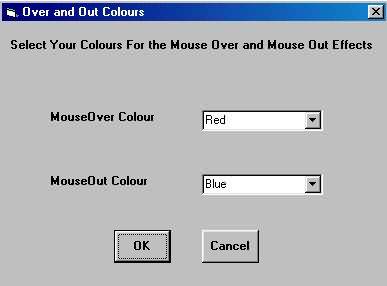 Over and Out Colours
Select Your Colours For the Mouse Over and Mouse Out Effects
MouseOver Colour
Red
MouseOut Colour
Blue
OK
Cancel